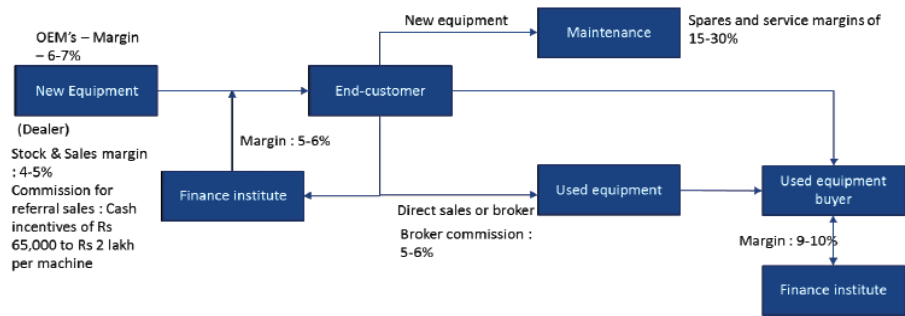 OEM's – Margin
– 6-7%
New Equipment
(Dealer)
Stock & Sales margin
: 4-5%
Commission for
referral sales : Cash
incentives of Rs
65,000 to Rs 2 lakh
per machine
Margin : 5-6%
Finance institute
End-customer
New equipment
Maintenance
Spares and service margins of
15-30%
Direct sales or broker
Broker commission :
5-6%
Used equipment
Used equipment
buyer
Margin : 9-10%
Finance institute